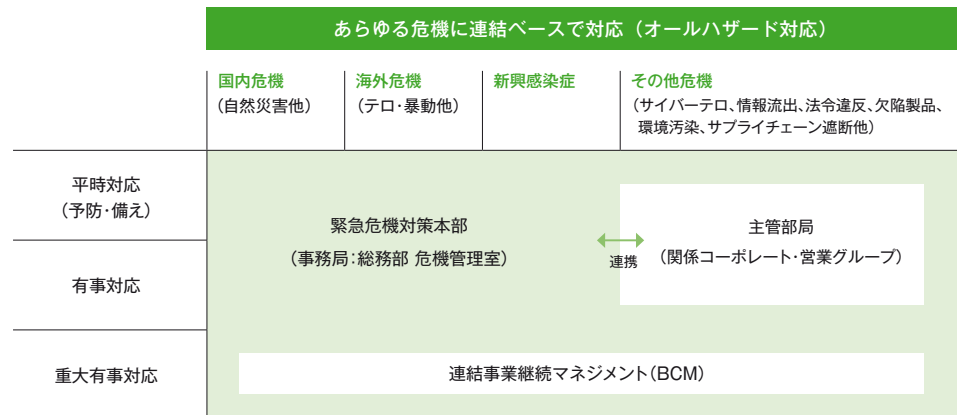 あらゆる危機に連結ベースで対応（オールハザード対応）
国内危機
（自然災害他）
海外危機
（テロ・暴動他）
新興感染症
その他危機
（サイバーテロ、情報流出、法令違反、欠陥製品、
環境汚染、サプライチェーン遮断他）
平時対応
（予防・備え）
有事対応
重大有事対応
緊急危機対策本部
（事務局：総務部 危機管理室）
連携
主管部局
（関係コーポレート・営業グループ）
連結事業継続マネジメント（BCM）